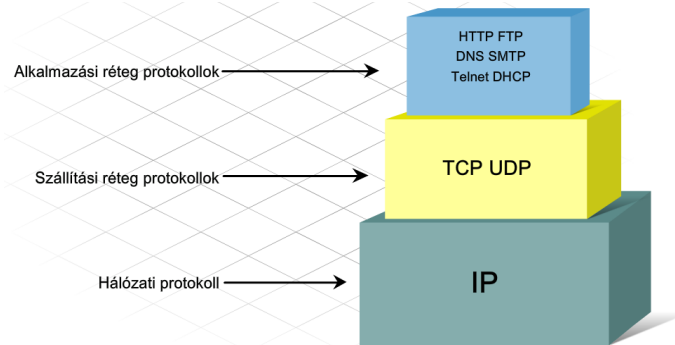 HTTP FTP
DNS SMTP
Telnet DHCP
Alkalmazási réteg protokollok
TCP UDP
Szállítási réteg protokollok
IP
Hálózati protokoll